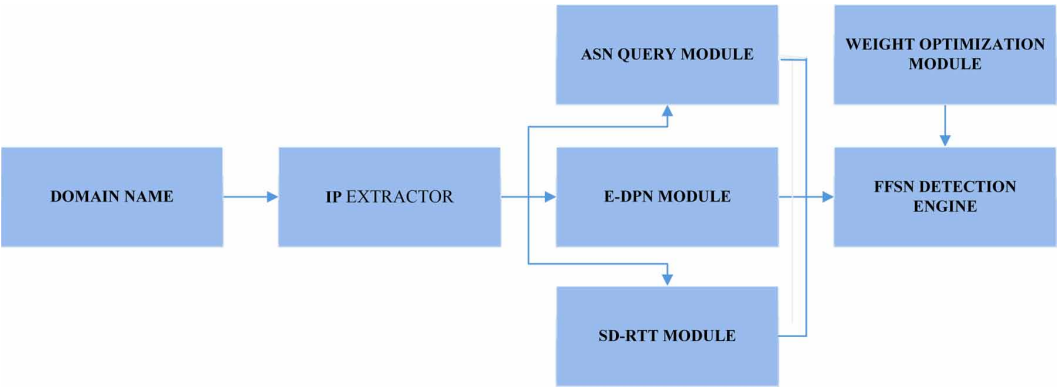 DOMAIN NAME
IP EXTRACTOR
ASN QUERY MODULE
E-DPN MODULE
SD-RTT MODULE
WEIGHT OPTIMIZATION
MODULE
FFSN DETECTION
ENGINE